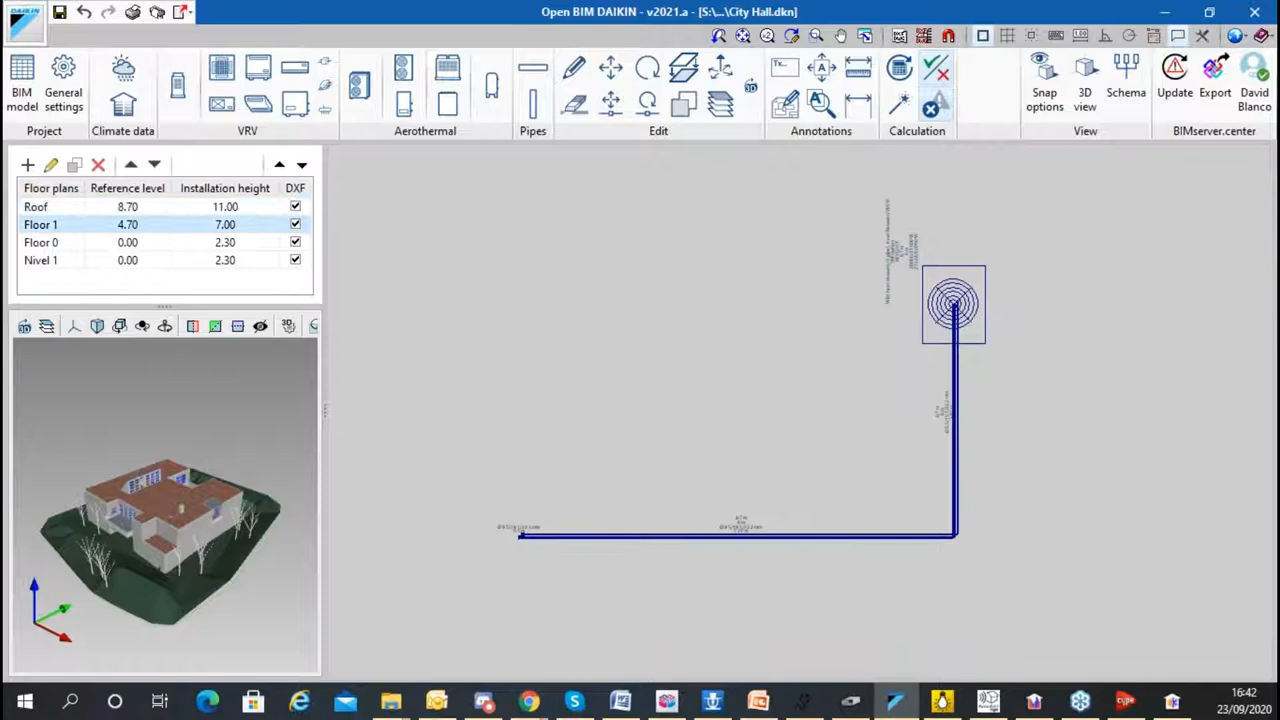 DAIKIN
Open BIM DAIKIN - v2021.a - [S:\...\City Hall.dkn]
BIM model
General settings
Tx...
Snap options
3D view
Schema
Update
Export
David Blanco
Project
Climate data
VRV
Aerothermal
Pipes
Edit
Annotations
Calculation
View
BIMserver.center
Floor plans Reference level Installation height DXF
Roof 8.70 11.00
Floor 1 4.70 7.00
Floor 0 0.00 2.30
Nivel 1 0.00 2.30
16:42
23/09/2020